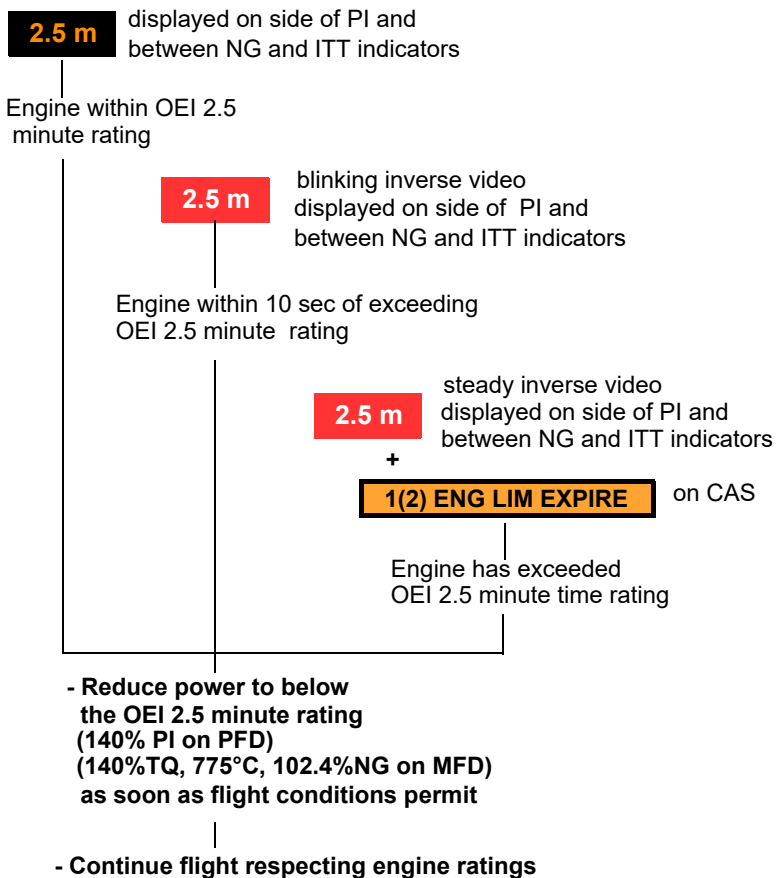 2.5 m
displayed on side of PI and
between NG and ITT indicators
Engine within OEI 2.5
minute rating
2.5 m
blinking inverse video
displayed on side of PI and
between NG and ITT indicators
Engine within 10 sec of exceeding
OEI 2.5 minute rating
2.5 m
steady inverse video
displayed on side of PI and
between NG and ITT indicators
+
1(2) ENG LIM EXPIRE
on CAS
Engine has exceeded
OEI 2.5 minute time rating
- Reduce power to below
the OEI 2.5 minute rating
(140% PI on PFD)
(140%TQ, 775°C, 102.4%NG on MFD)
as soon as flight conditions permit
- Continue flight respecting engine ratings